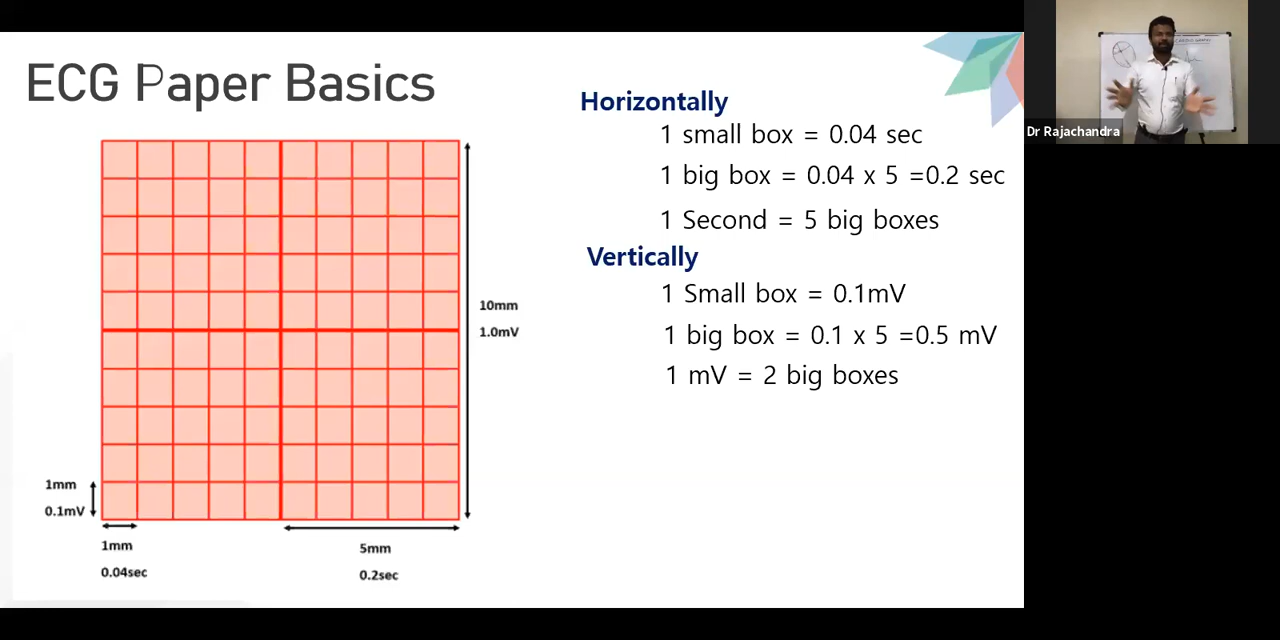 ECG Paper Basics
Horizontally
1 small box = 0.04 sec
1 big box = 0.04 x 5 =0.2 sec
1 Second = 5 big boxes
Vertically
1 Small box = 0.1mV
1 big box = 0.1 x 5 =0.5 mV
1 mV = 2 big boxes
10mm
1.0mV
1mm
0.1mV
1mm
0.04sec
5mm
0.2sec
Dr Rajachandra